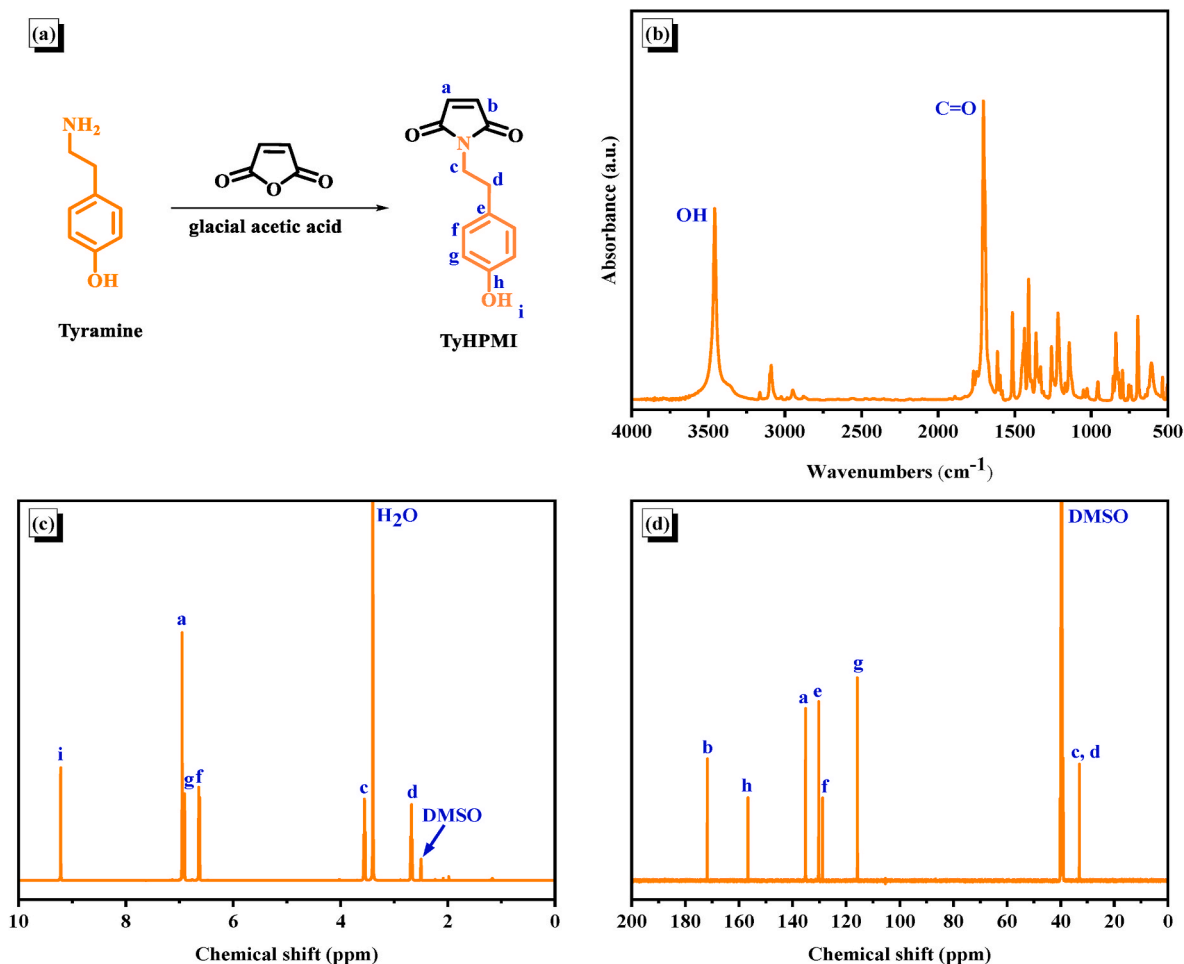 (a)
NH2
O
O
O
glacial acetic acid
OH
Tyramine
a
b
O
O
N
c
d
e
f
g
h
OH
i
TyHPMI
(b)
C=O
OH
Absorbance (a.u.)
4000 3500 3000 2500 2000 1500 1000 500
Wavenumbers (cm-1)
(c)
H2O
a
i
g f
c
d
DMSO
10 8 6 4 2 0
Chemical shift (ppm)
(d)
DMSO
g
a e
b
c, d
h
f
200 180 160 140 120 100 80 60 40 20 0
Chemical shift (ppm)